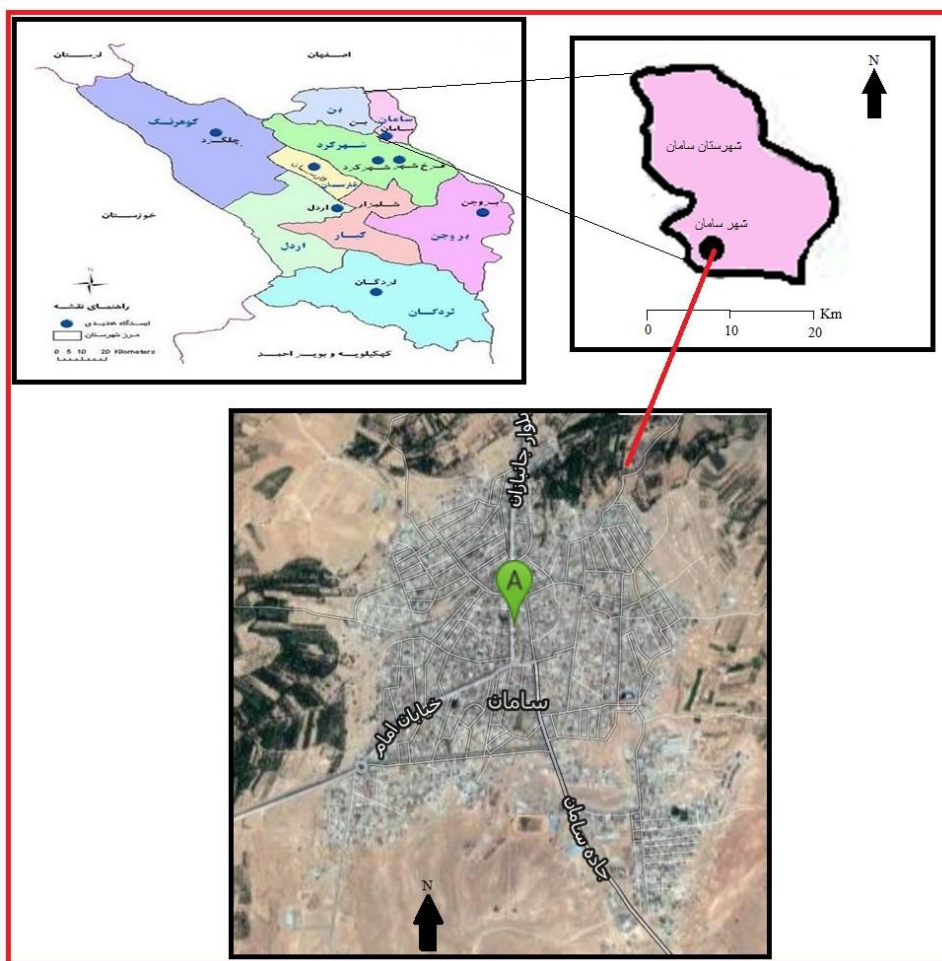 لرستان
اصفهان
بن
بن
سامان
سامان
کوهرنگ
چلگرد
شهرکرد
فرخ شهر
شهرکرد
فارسان
اردل
شلمزار
بروجن
بروجن
خوزستان
کیار
اردل
لردگان
لردگان
N
راهنمای نقشه
مرز شهرستان
0 5 10 20 Kilometers
کهکیلویه و بویر احمد
N
شهرستان سامان
شهر سامان
Km
0 10 20
بلوار جانبازان
A
سامان
خیابان امام
جاده سامان
N